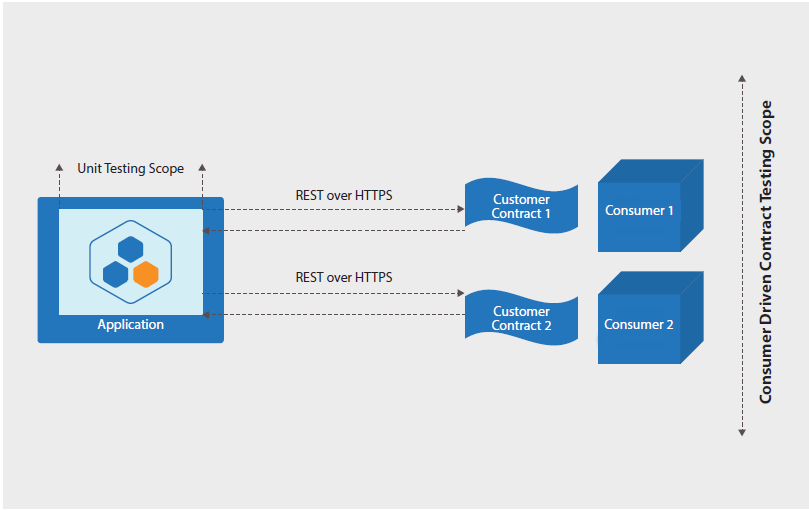 Unit Testing Scope
REST over HTTPS
Customer
Contract 1
Consumer 1
REST over HTTPS
Customer
Contract 2
Consumer 2
Application
Consumer Driven Contract Testing Scope